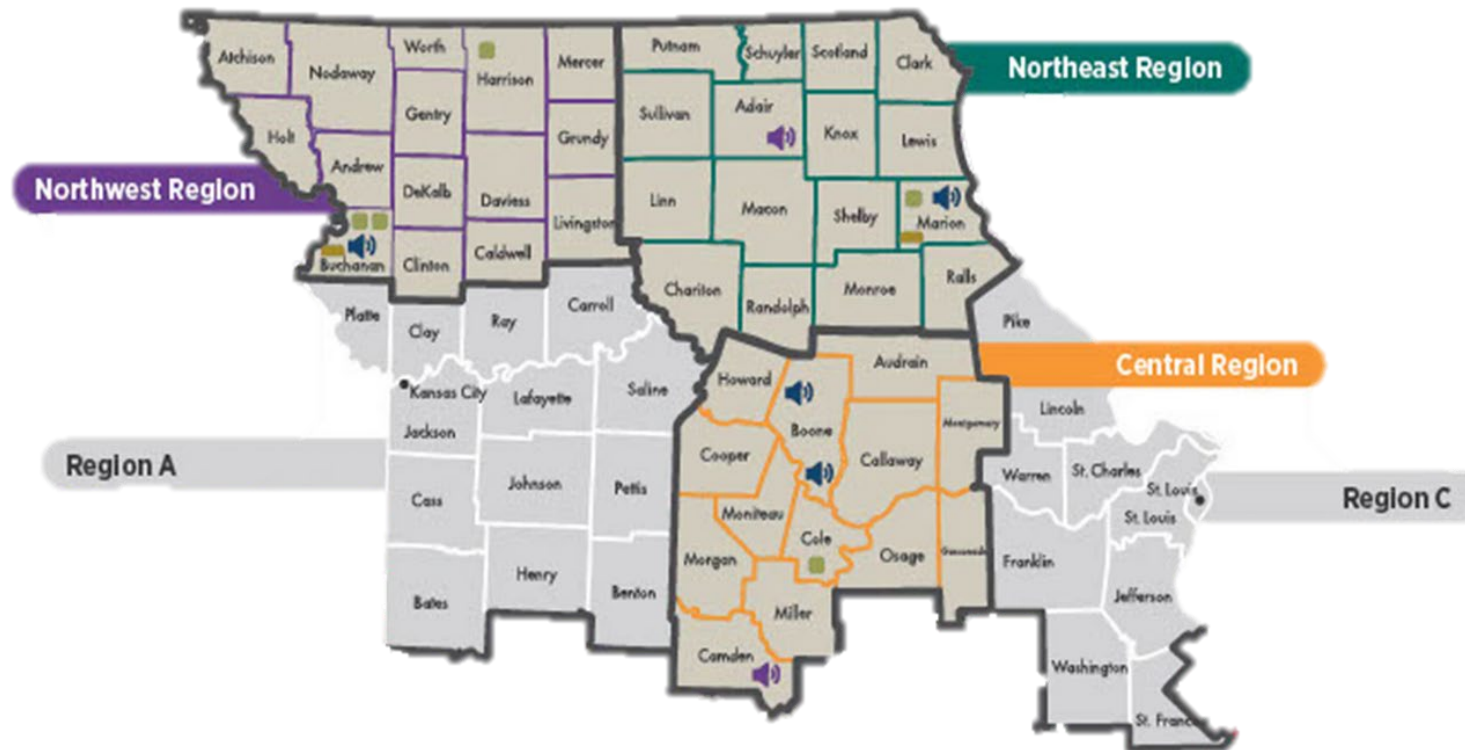 Atchison
Nodaway
Worth
Harrison
Mercer
Putnam
Schuyler
Scotland
Clark
Northeast Region
Gentry
Sullivan
Adair
Knox
Lewis
Holt
Grundy
Andrew
Northwest Region
DeKalb
Daviess
Livingston
Linn
Macon
Shelby
Marion
Buchanan
Clinton
Caldwell
Chariton
Randolph
Monroe
Ralls
Platte
Clay
Ray
Carroll
Pike
Central Region
Howard
Audrain
Kansas City
Lafayette
Saline
Boone
Lincoln
Jackson
Montgomery
Region A
Cooper
Callaway
Cass
Johnson
Pettis
Warren
St. Charles
St. Louis
Region C
Moniteau
St. Louis
Cole
Morgan
Osage
Gasconade
Franklin
Henry
Benton
Bates
Jefferson
Miller
Camden
Washington
St. Franc